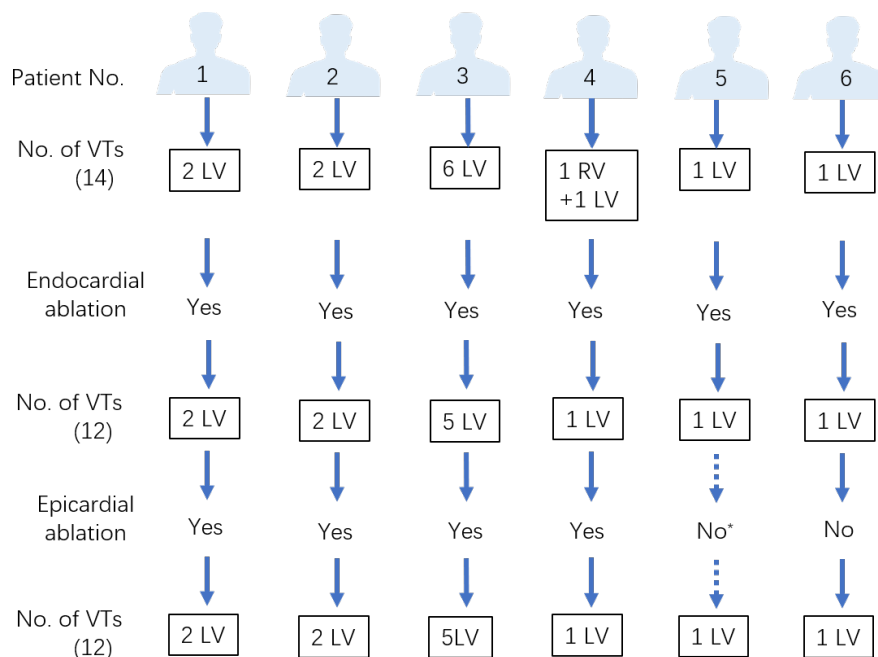 Patient No. 1 2 3 4 5 6
No. of VTs
(14)
2 LV 2 LV 6 LV 1 RV
+1 LV 1 LV 1 LV
Endocardial
ablation
Yes Yes Yes Yes Yes Yes
No. of VTs
(12)
2 LV 2 LV 5 LV 1 LV 1 LV 1 LV
Epicardial
ablation
Yes Yes Yes Yes No* No
No. of VTs
(12)
2 LV 2 LV 5LV 1 LV 1 LV 1 LV